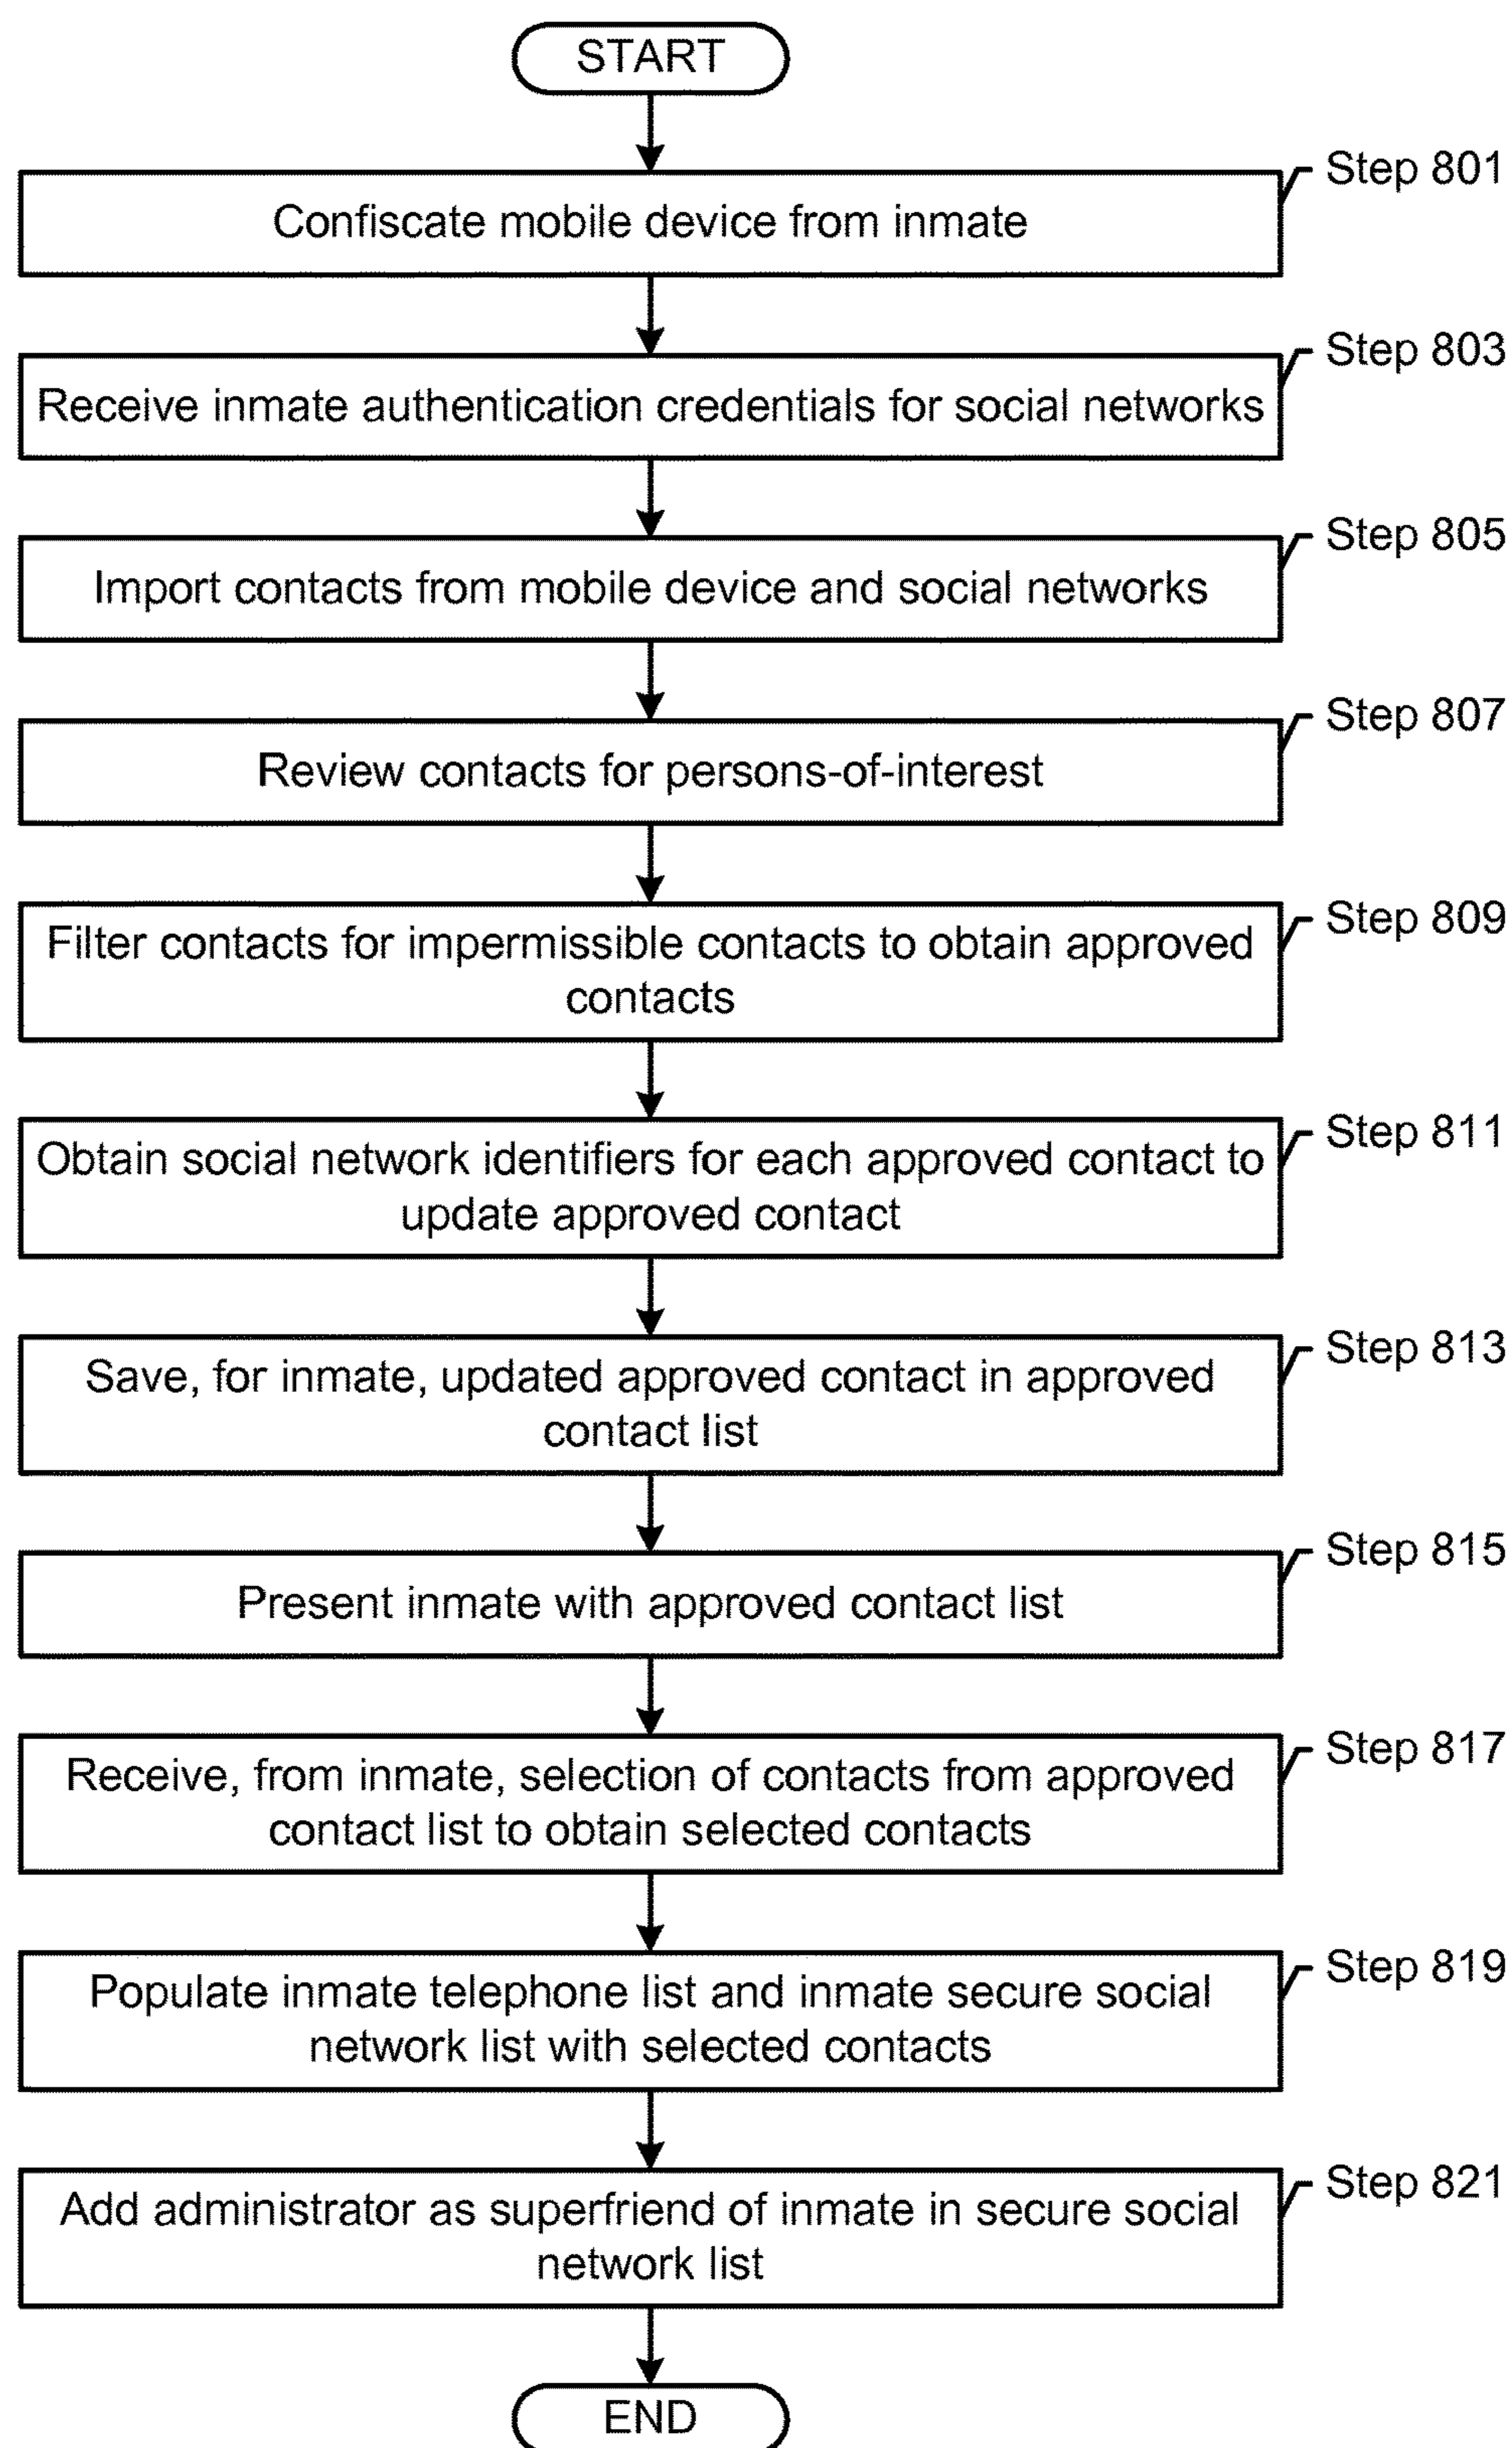 START
Step 801
Confiscate mobile device from inmate
Step 803
Receive inmate authentication credentials for social networks
Step 805
Import contacts from mobile device and social networks
Step 807
Review contacts for persons-of-interest
Step 809
Filter contacts for impermissible contacts to obtain approved
contacts
Step 811
Obtain social network identifiers for each approved contact to
update approved contact
Step 813
Save, for inmate, updated approved contact in approved
contact list
Step 815
Present inmate with approved contact list
Step 817
Receive, from inmate, selection of contacts from approved
contact list to obtain selected contacts
Step 819
Populate inmate telephone list and inmate secure social
network list with selected contacts
Step 821
Add administrator as superfriend of inmate in secure social
network list
END